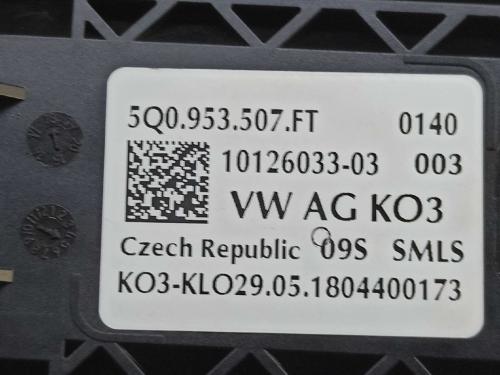 5Q0.953.507.FT 0140
10126033-03 003
VW AG KO3
Czech Republic 09S SMLS
KO3-KLO29.05.1804400173